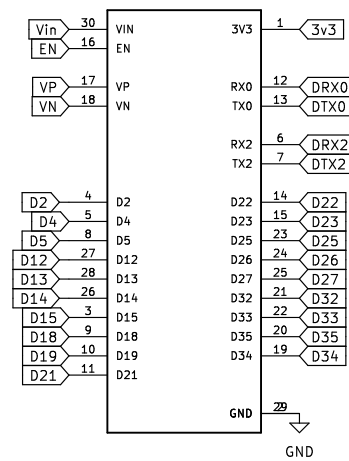 Vin 30 VIN 3V3 1 3v3
EN 16 EN
VP 17 VP RX0 12 DRX0
VN 18 VN TX0 13 DTX0
RX2 6 DRX2
TX2 7 DTX2
D2 4 D2 D22 14 D22
D4 5 D4 D23 15 D23
D5 8 D5 D25 23 D25
D12 27 D12 D26 24 D26
D13 28 D13 D27 25 D27
D14 26 D14 D32 21 D32
D15 3 D15 D33 22 D33
D18 9 D18 D35 20 D35
D19 10 D19 D34 19 D34
D21 11 D21
GND
GND